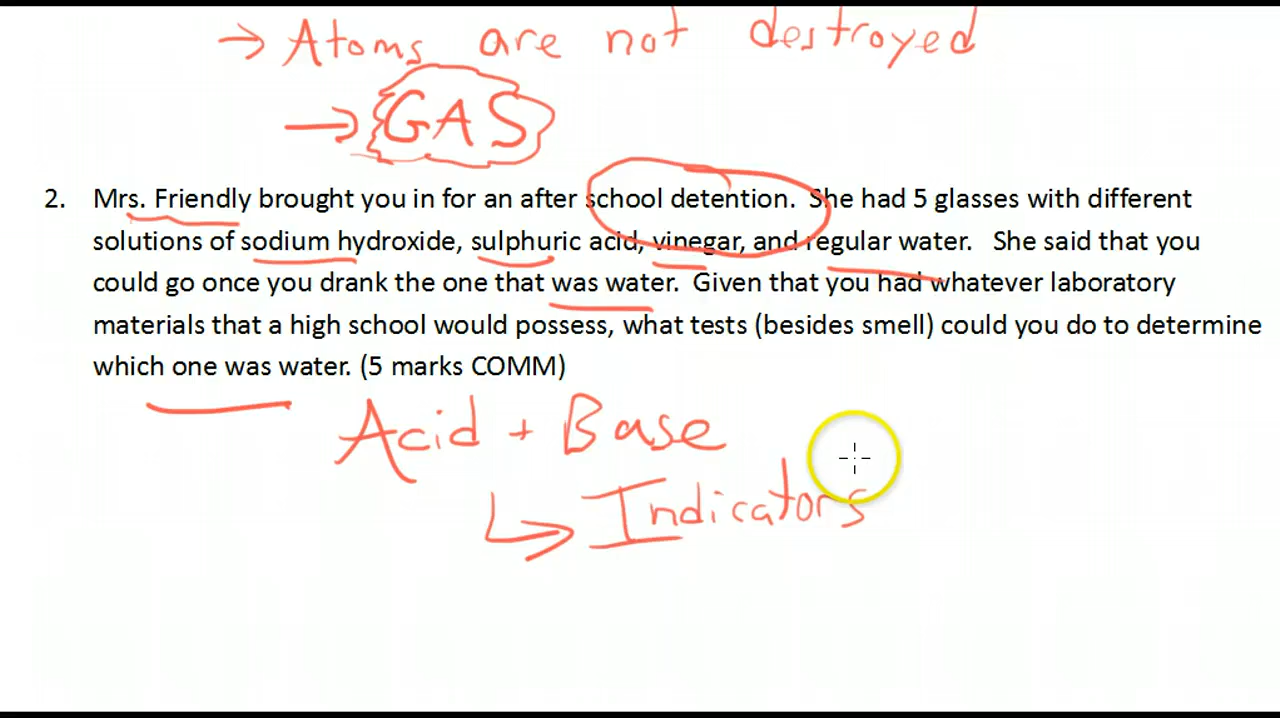 → Atoms are not destroyed
→ GAS
2. Mrs. Friendly brought you in for an after school detention. She had 5 glasses with different
solutions of sodium hydroxide, sulphuric acid, vinegar, and regular water. She said that you
could go once you drank the one that was water. Given that you had whatever laboratory
materials that a high school would possess, what tests (besides smell) could you do to determine
which one was water. (5 marks COMM)
Acid + Base
↳ Indicators